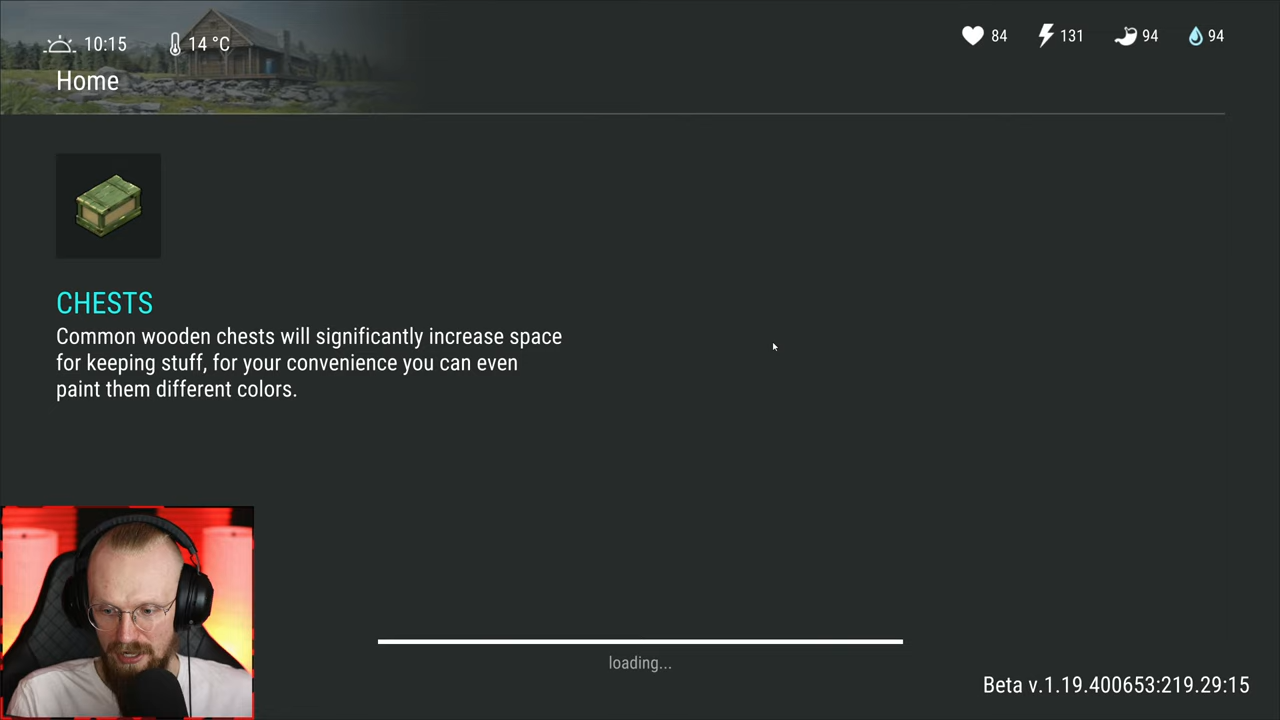 10:15 14 °C 84 131 94 94
Home
CHESTS
Common wooden chests will significantly increase space
for keeping stuff, for your convenience you can even
paint them different colors.
loading...
Beta v.1.19.400653:219.29:15